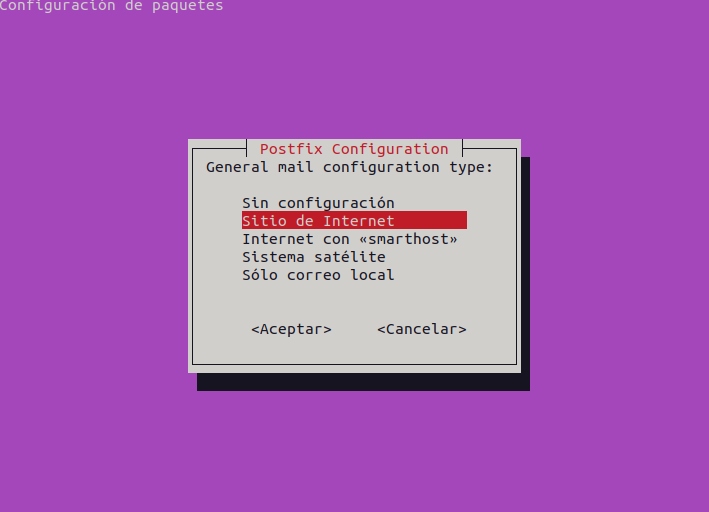 Configuración de paquetes
Postfix Configuration
General mail configuration type:
Sin configuración
Sitio de Internet
Internet con «smarthost»
Sistema satélite
Sólo correo local
<Aceptar> <Cancelar>